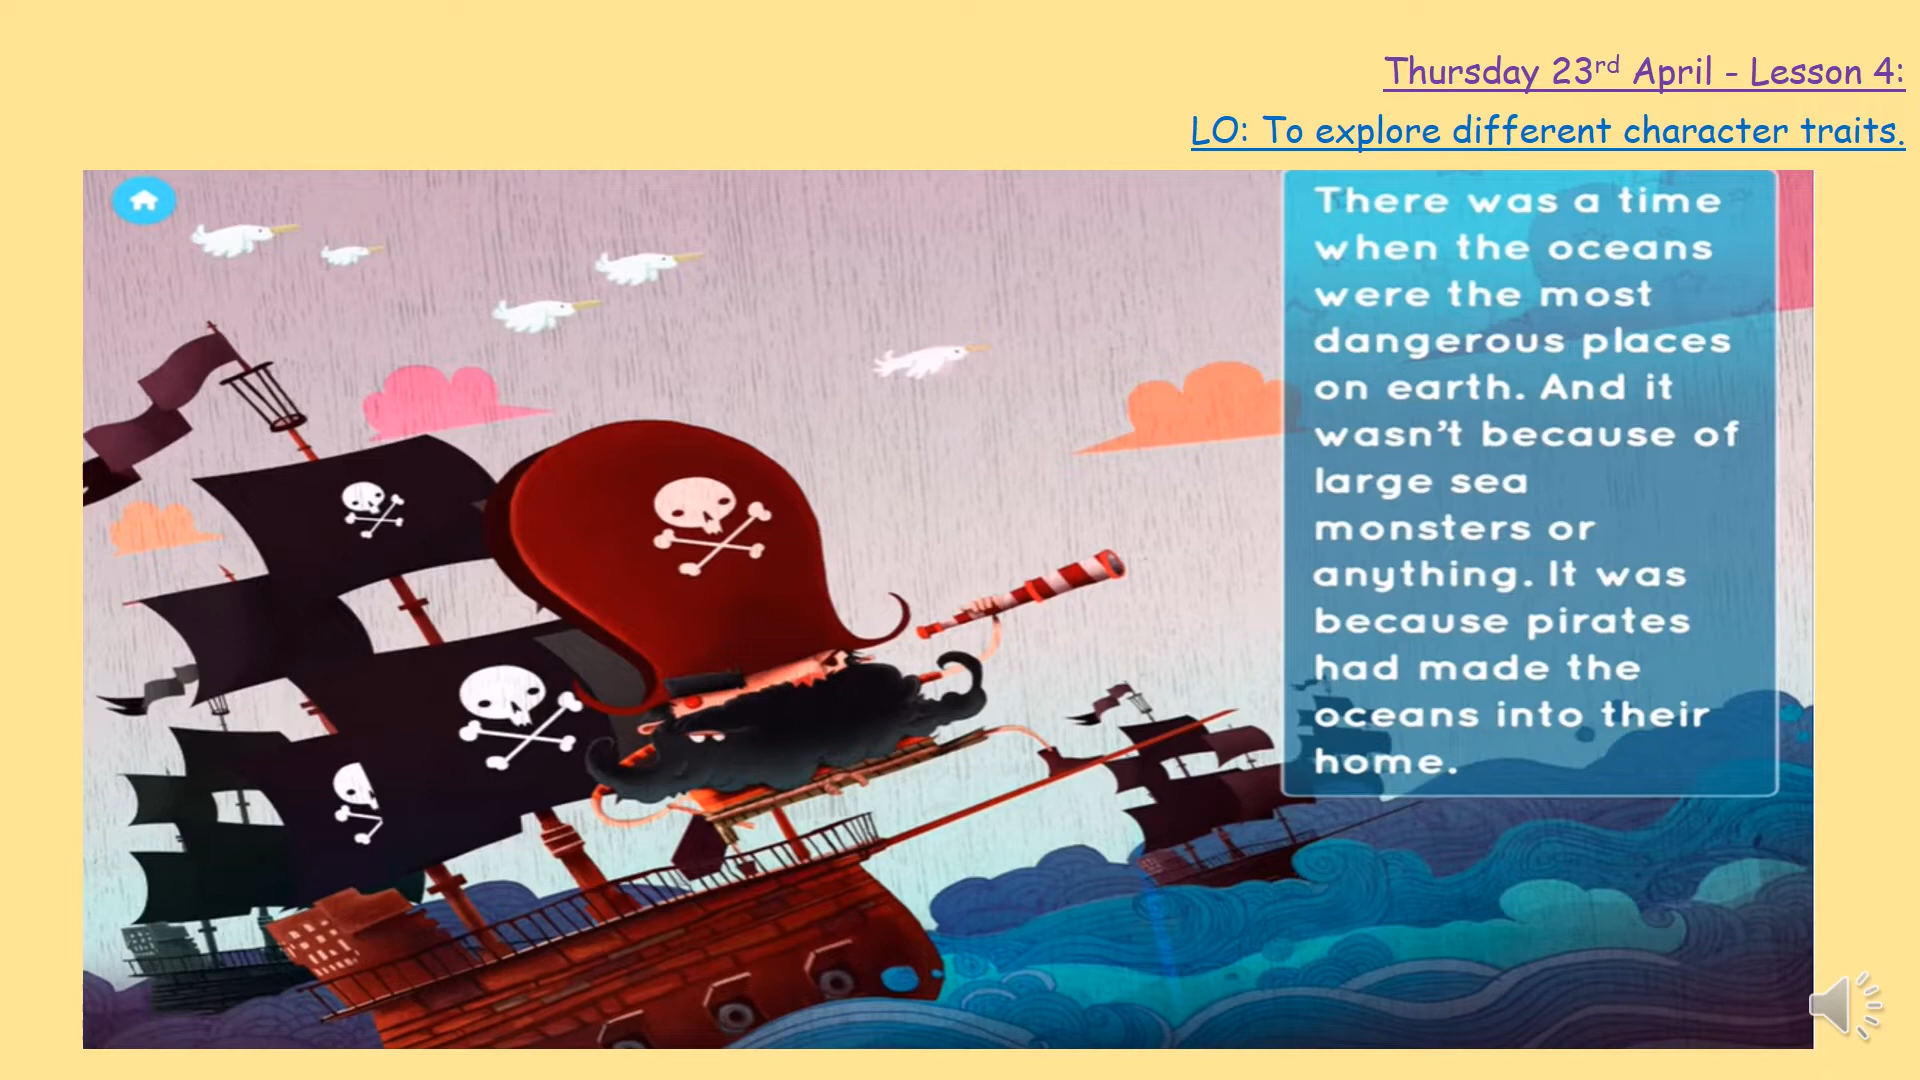 Thursday 23rd April - Lesson 4:
LO: To explore different character traits.
There was a time
when the oceans
were the most
dangerous places
on earth. And it
wasn't because of
large sea
monsters or
anything. It was
because pirates
had made the
oceans into their
home.